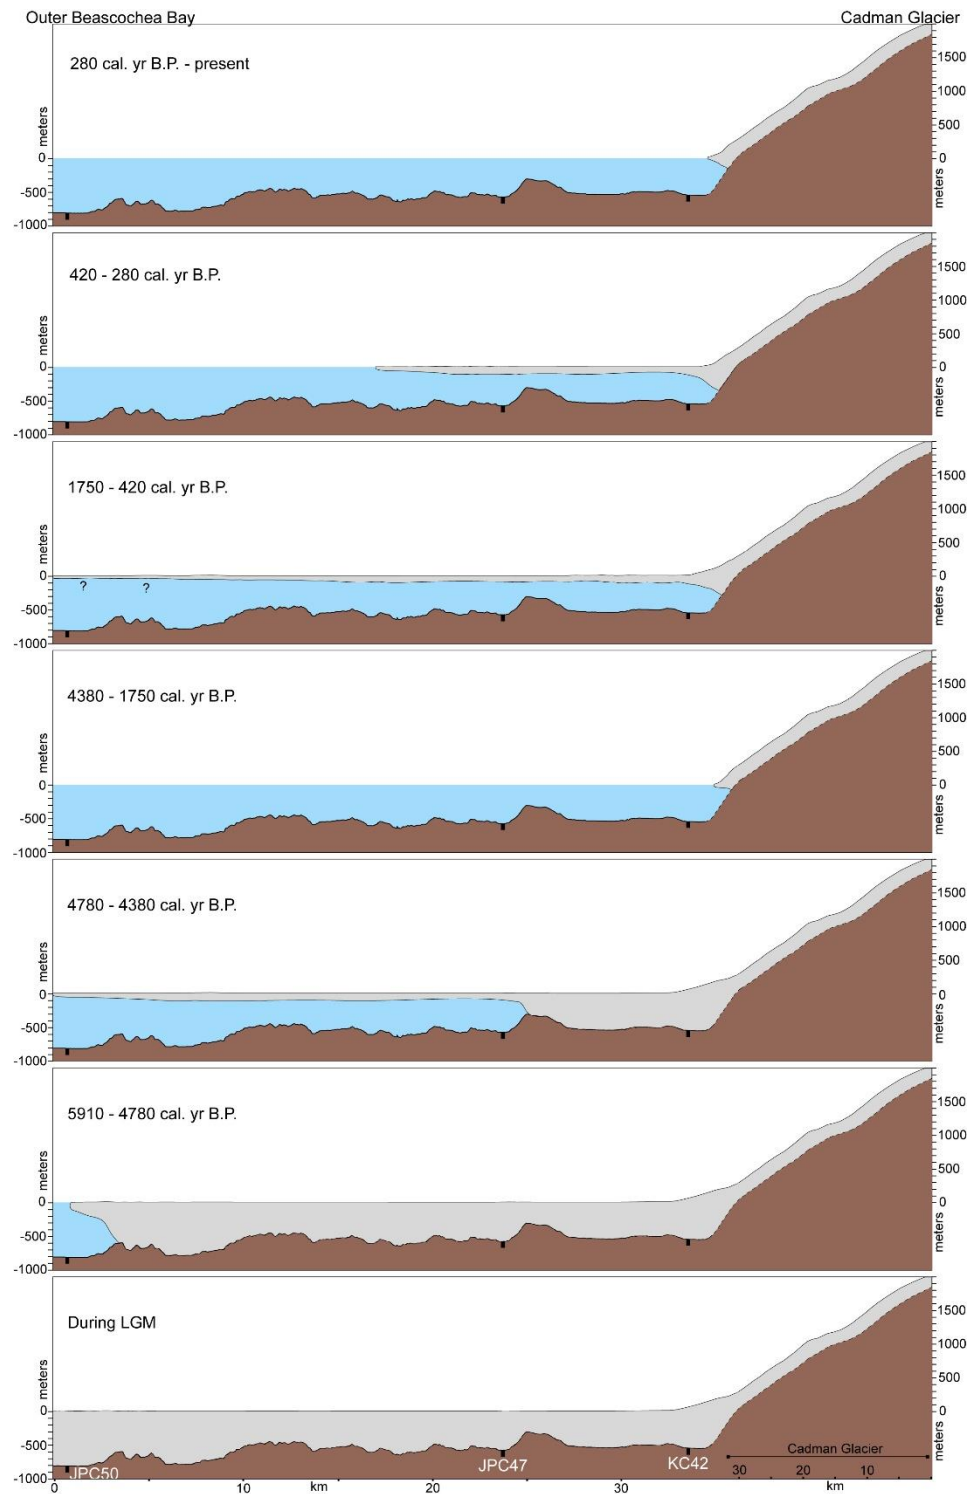 Outer Beascochea Bay Cadman Glacier
280 cal. yr B.P. - present
meters
0
-500
-1000
1500
1000
500
0
meters
420 - 280 cal. yr B.P.
meters
0
-500
-1000
1500
1000
500
0
meters
1750 - 420 cal. yr B.P.
meters
0
-500
-1000
? ?
1500
1000
500
0
meters
4380 - 1750 cal. yr B.P.
meters
0
-500
-1000
1500
1000
500
0
meters
4780 - 4380 cal. yr B.P.
meters
0
-500
-1000
1500
1000
500
0
meters
5910 - 4780 cal. yr B.P.
meters
0
-500
-1000
1500
1000
500
0
meters
During LGM
meters
0
-500
-1000
1500
1000
500
0
meters
JPC50 JPC47 KC42
Cadman Glacier
30 20 10
0 km 20 30 km